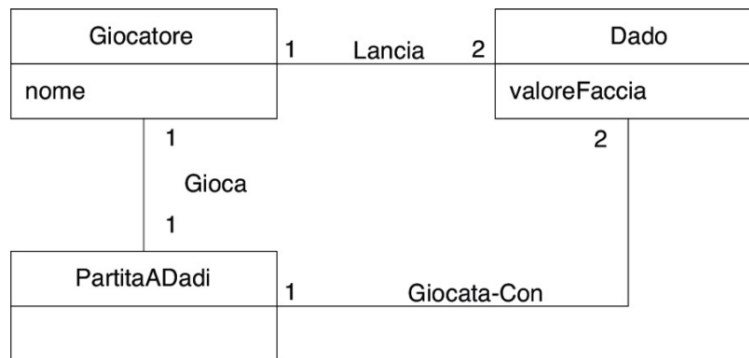 Giocatore
1 Lancia 2
Dado
nome
valoreFaccia
1
2
Gioca
1
PartitaADadi
1 Giocata-Con